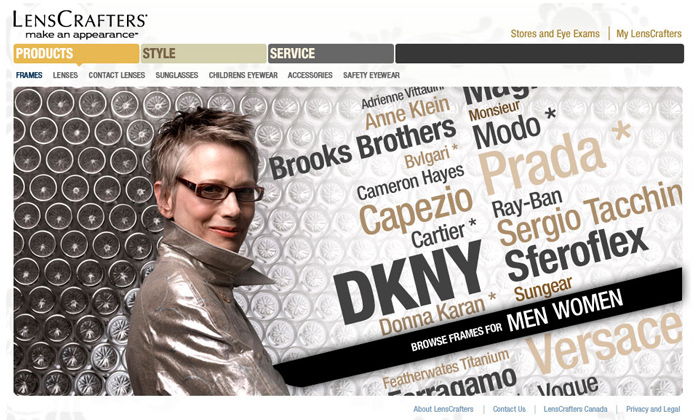 LENSCRAFTERS®
make an appearance™
Stores and Eye Exams
My LensCrafters
PRODUCTS
STYLE
SERVICE
FRAMES
LENSES
CONTACT LENSES
SUNGLASSES
CHILDRENS EYEWEAR
ACCESSORIES
SAFETY EYEWEAR
Adrienne Vittadini
Anne Klein
Brooks Brothers
Bvlgari *
Cameron Hayes
Capezio
Cartier *
DKNY
Donna Karan *
Monsieur
Modo *
Prada *
Ray-Ban
Sergio Tacchin
Sferoflex
Sungear
BROWSE FRAMES FOR MEN WOMEN
Versace
Featherwates Titanium
Ferragamo
Vogue
About LensCrafters
Contact Us
LensCrafters Canada
Privacy and Legal